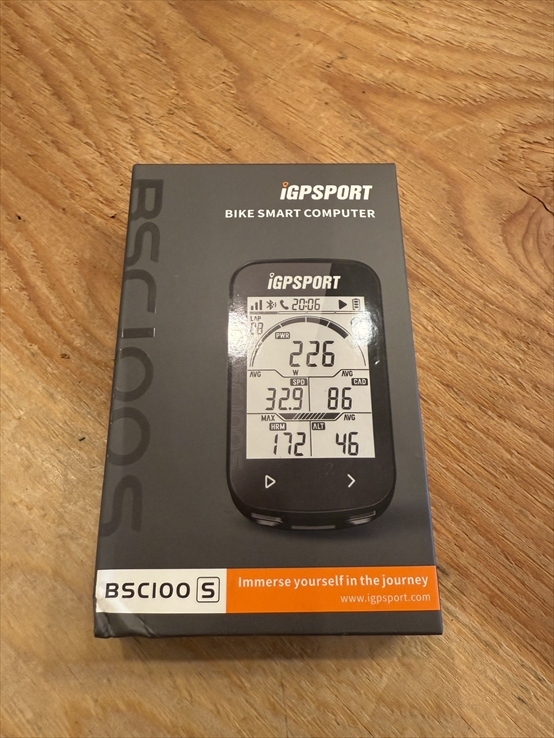 iGPSPORT
BIKE SMART COMPUTER
BSC100S
iGPSPORT
20:06
LAP
PWR
226
AVG W AVG
SPD CAD
32.9 86
MAX AVG
HRM ALT
172 46
BSC100 S
Immerse yourself in the journey
www.igpsport.com